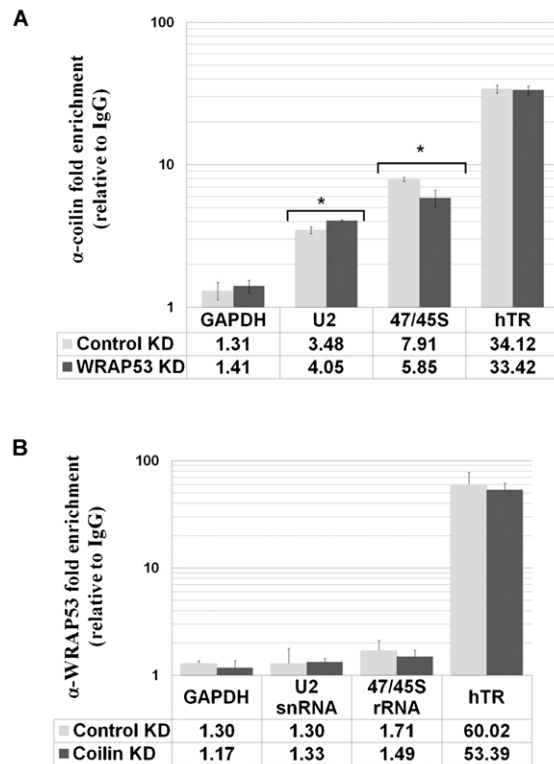 A
α-coilin fold enrichment
(relative to IgG)
100
10
1
*
*
GAPDH U2 47/45S hTR
Control KD 1.31 3.48 7.91 34.12
WRAP53 KD 1.41 4.05 5.85 33.42
B
α-WRAP53 fold enrichment
(relative to IgG)
100
10
1
GAPDH U2 snRNA 47/45S rRNA hTR
Control KD 1.30 1.30 1.71 60.02
Coilin KD 1.17 1.33 1.49 53.39